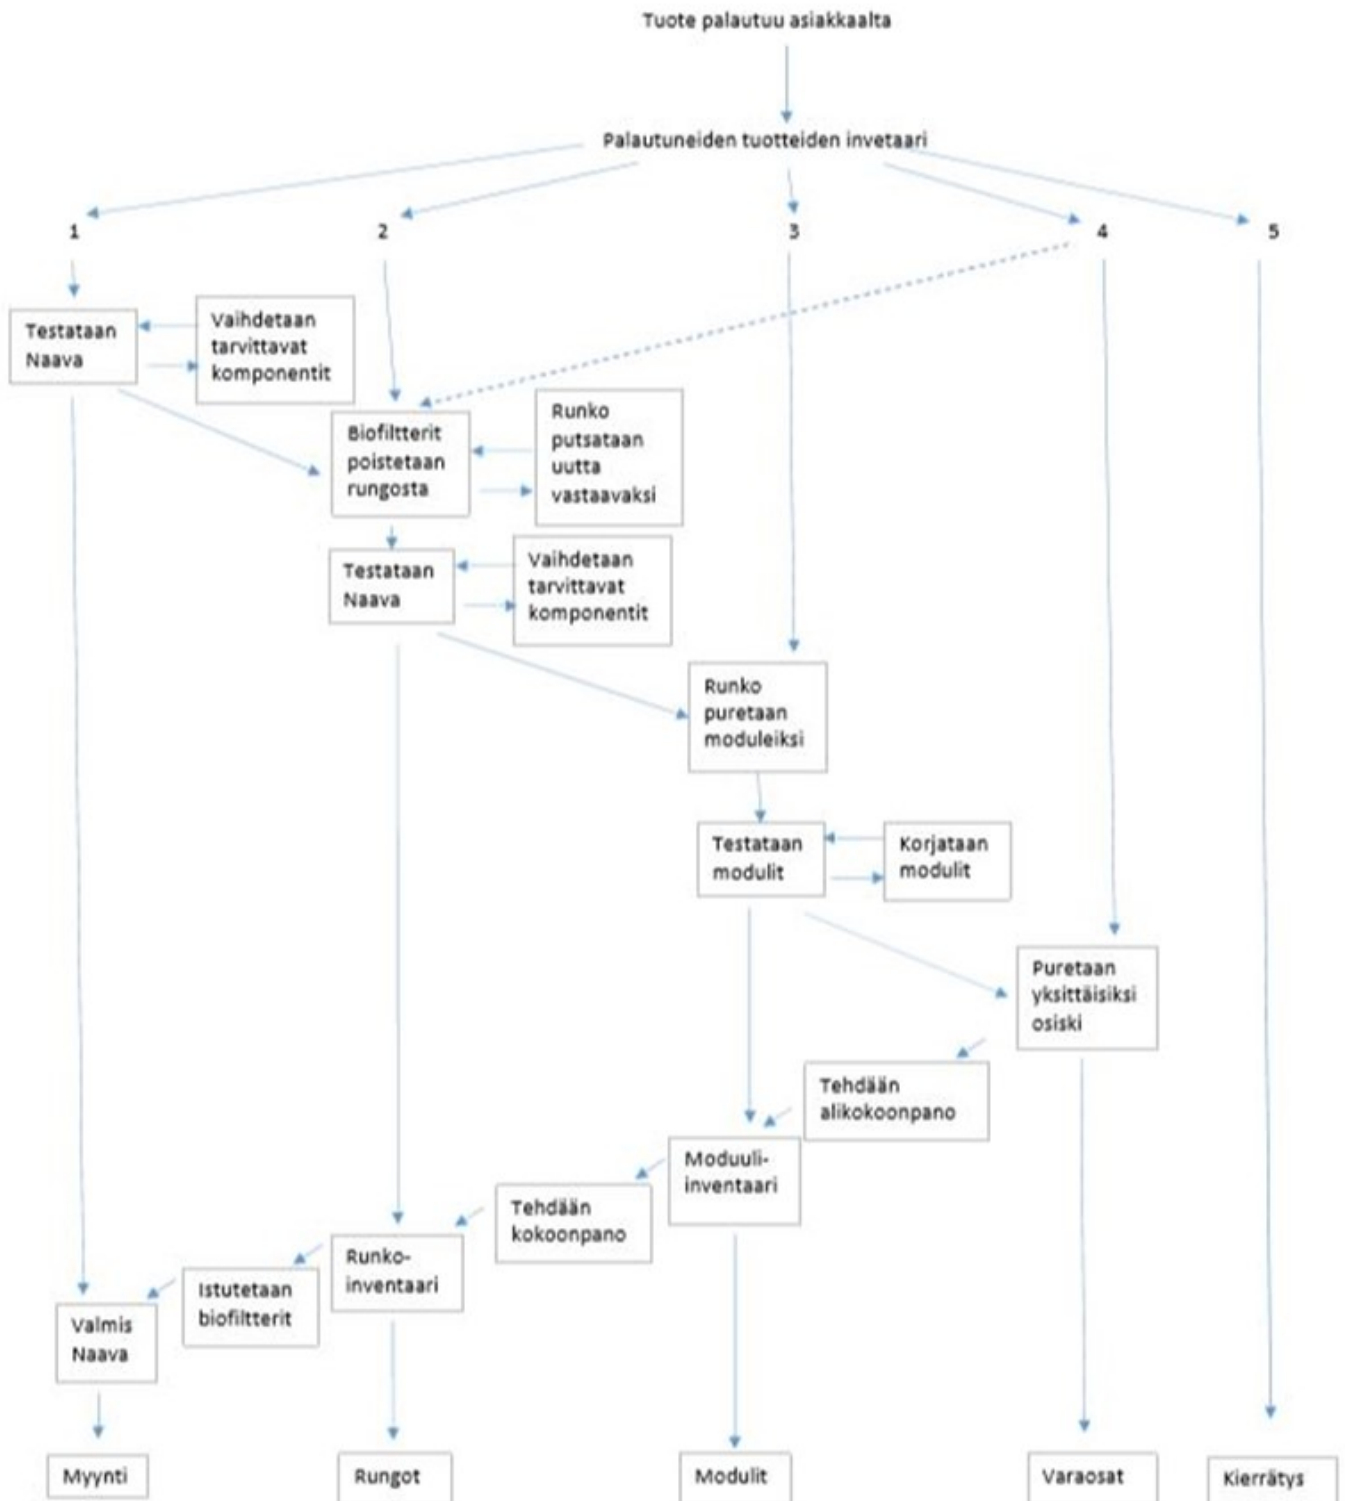 Tuote palautuu asiakkaalta
Palautuneiden tuotteiden invetaari
1
2
3
4
5
Testataan
Naava
Vaihdetaan
tarvittavat
komponentit
Biofiltterit
poistetaan
rungosta
Runko
putsataan
uutta
vastaavaksi
Testataan
Naava
Vaihdetaan
tarvittavat
komponentit
Runko
puretaan
moduleiksi
Testataan
modulit
Korjataan
modulit
Puretaan
yksittäisiksi
osiski
Tehdään
alikokoonpano
Moduuli-
inventaari
Tehdään
kokoonpano
Runko-
inventaari
Istutetaan
biofiltterit
Valmis
Naava
Myynti
Rungot
Modulit
Varaosat
Kierrätys